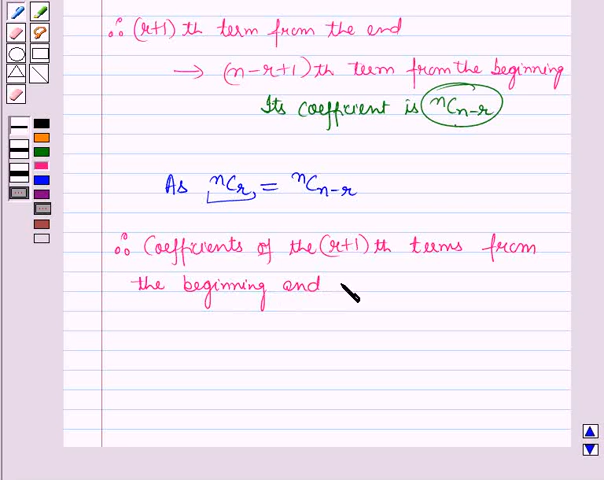 ∴ (r+1)th term from the end
→ (n-r+1)th term from the beginning
Its coefficient is ⁿCₙ₋ᵣ
As ⁿCᵣ = ⁿCₙ₋ᵣ
∴ Coefficients of the (r+1)th terms from
the beginning and